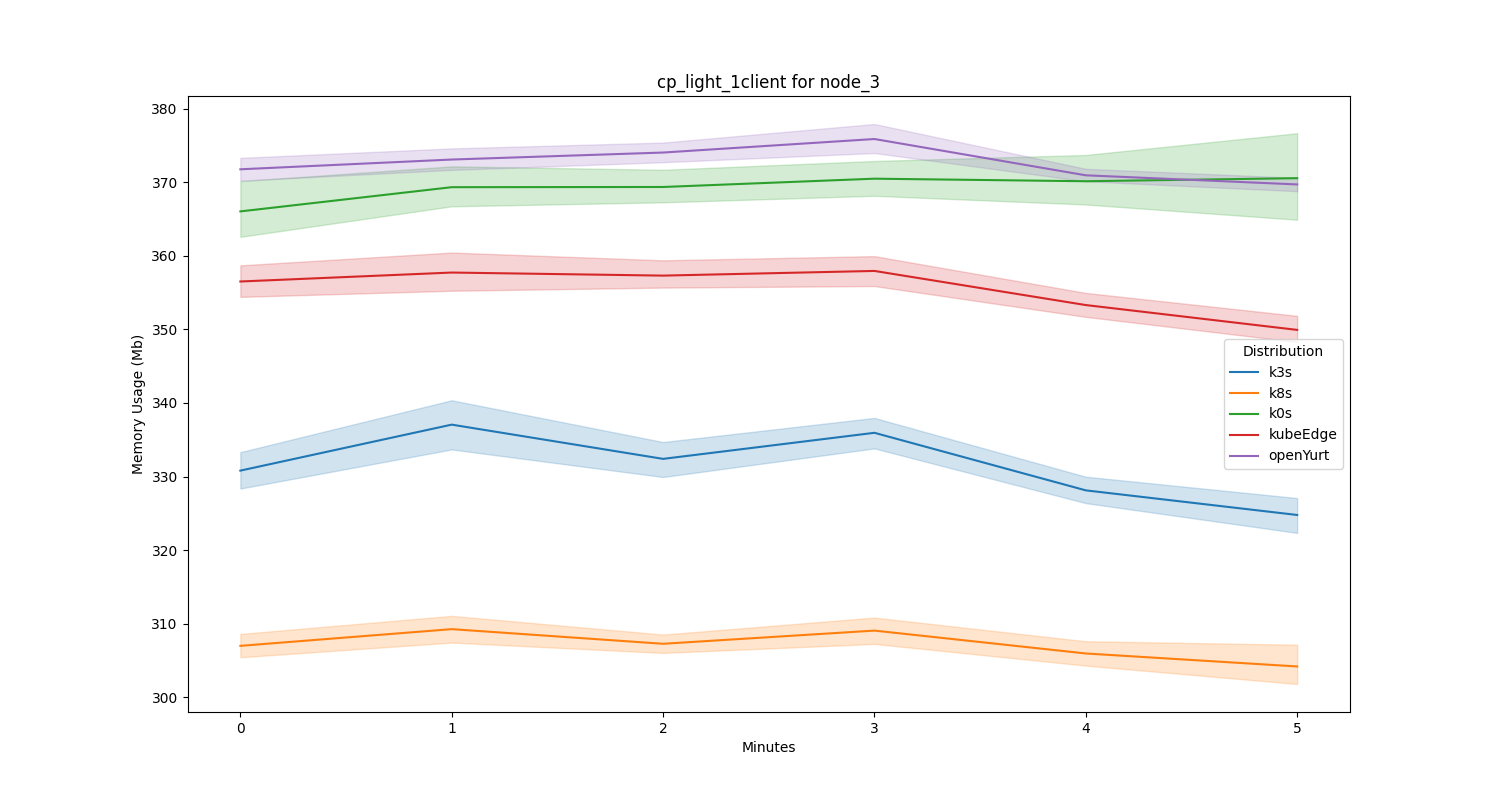 cp_light_1client for node_3
380
370
360
350
340
330
320
310
300
Memory Usage (Mb)
Distribution
k3s
k8s
k0s
kubeEdge
openYurt
0 1 2 3 4 5
Minutes